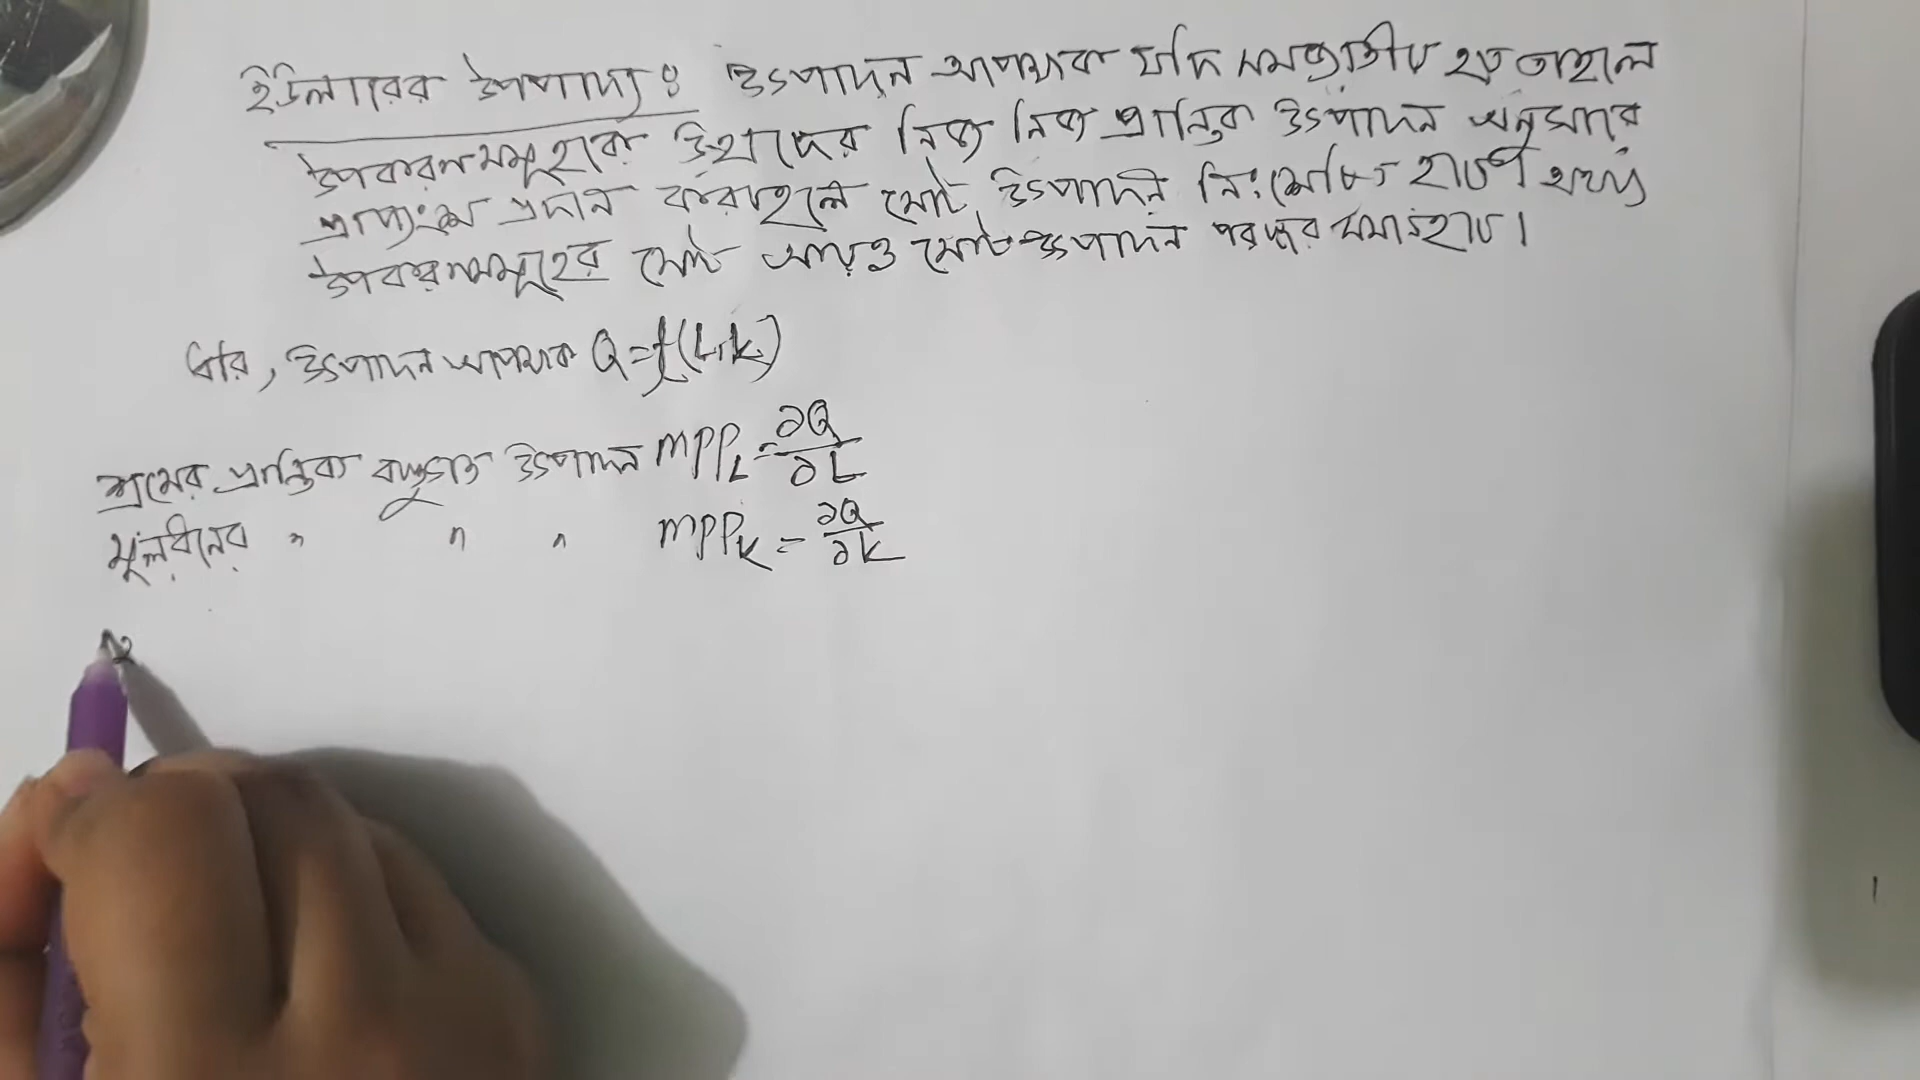 ইউলারের উপপাদ্যঃ উৎপাদন অপেক্ষক যদি সমজাতীয় হয় তাহলে
উপকরণসমূহকে উহাদের নিজ নিজ প্রান্তিক উৎপাদন অনুসারে
প্রাপ্যাংশ প্রদান করা হলে মোট উৎপাদন নিঃশেষিত হবে অর্থাৎ
উপকরণসমূহের মোট আয় ও মোট উৎপাদন পরস্পর সমান হবে।
ধরি, উৎপাদন অপেক্ষক Q=f(L,K)
শ্রমের প্রান্তিক বস্তুগত উৎপাদন MPP_L = ∂Q/∂L
মূলধনের " " " MPP_K = ∂Q/∂K